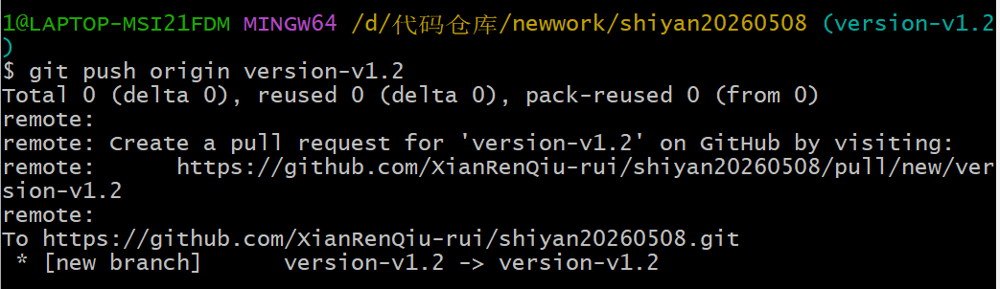 1@LAPTOP-MSI21FDM MINGW64 /d/代码仓库/newwork/shiyan20260508 (version-v1.2
)
$ git push origin version-v1.2
Total 0 (delta 0), reused 0 (delta 0), pack-reused 0 (from 0)
remote:
remote: Create a pull request for 'version-v1.2' on GitHub by visiting:
remote:      https://github.com/XianRenQiu-rui/shiyan20260508/pull/new/ver
sion-v1.2
remote:
To https://github.com/XianRenQiu-rui/shiyan20260508.git
 * [new branch]      version-v1.2 -> version-v1.2